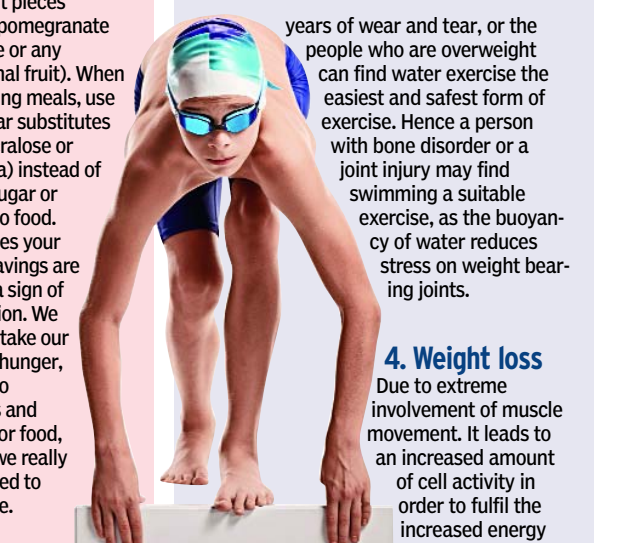 t pieces
pomegranate
e or any
nal fruit). When
ng meals, use
ar substitutes
ralose or
a) instead of
ugar or
o food.
es your
avings are
a sign of
ion. We
take our
hunger,
o
s and
or food,
we really
ed to
e.
years of wear and tear, or the
people who are overweight
can find water exercise the
easiest and safest form of
exercise. Hence a person
with bone disorder or a
joint injury may find
swimming a suitable
exercise, as the buoyan-
cy of water reduces
stress on weight bear-
ing joints.
4. Weight loss
Due to extreme
involvement of muscle
movement. It leads to
an increased amount
of cell activity in
order to fulfil the
increased energy